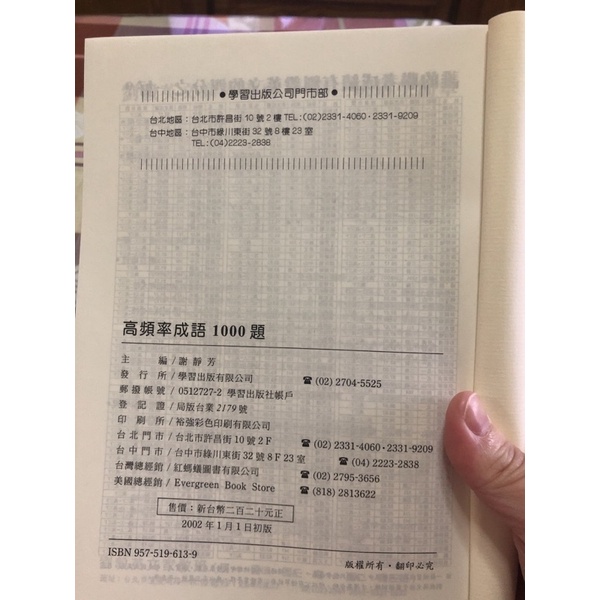 ●學習出版公司門市部●
台北地區：台北市許昌街 10 號 2 樓 TEL:(02)2331-4060·2331-9209
台中地區：台中市綠川東街 32 號 8 樓 23 室
TEL:(04)2223-2838
高頻率成語 1000 題
主 編／謝 靜 芳
發 行 所／學習出版有限公司 ☎ (02) 2704-5525
郵 撥 帳 號／0512727-2 學習出版社帳戶
登 記 證／局版台業 2179 號
印 刷 所／裕強彩色印刷有限公司
台 北 門 市／台北市許昌街 10 號 2 F ☎ (02) 2331-4060·2331-9209
台 中 門 市／台中市綠川東街 32 號 8 F 23 室 ☎ (04) 2223-2838
台灣總經銷／紅螞蟻圖書有限公司 ☎ (02) 2795-3656
美國總經銷／Evergreen Book Store ☎ (818) 2813622
售價：新台幣二百二十元正
2002 年 1 月 1 日初版
ISBN 957-519-613-9 版權所有·翻印必究